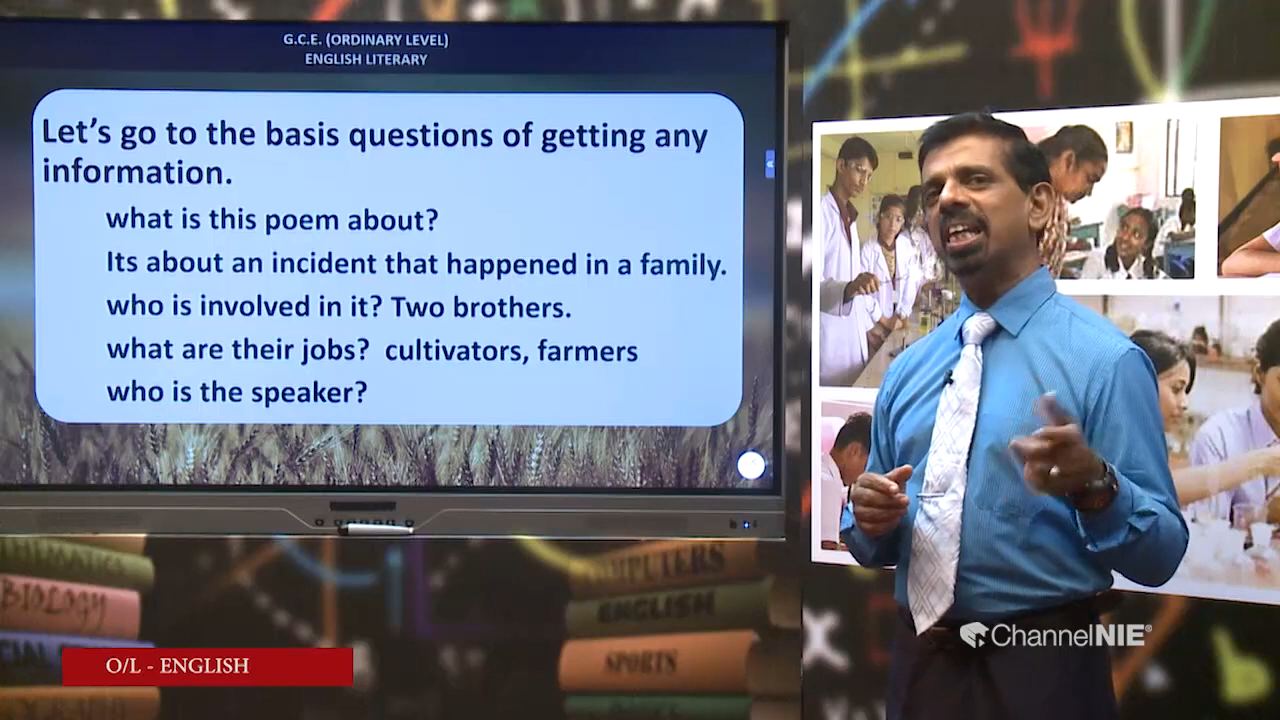 G.C.E. (ORDINARY LEVEL)
ENGLISH LITERARY
Let's go to the basis questions of getting any
information.
what is this poem about?
Its about an incident that happened in a family.
who is involved in it? Two brothers.
what are their jobs?  cultivators, farmers
who is the speaker?
BIOLOGY
COMPUTERS
ENGLISH
SPORTS
O/L - ENGLISH
ChannelNIE®